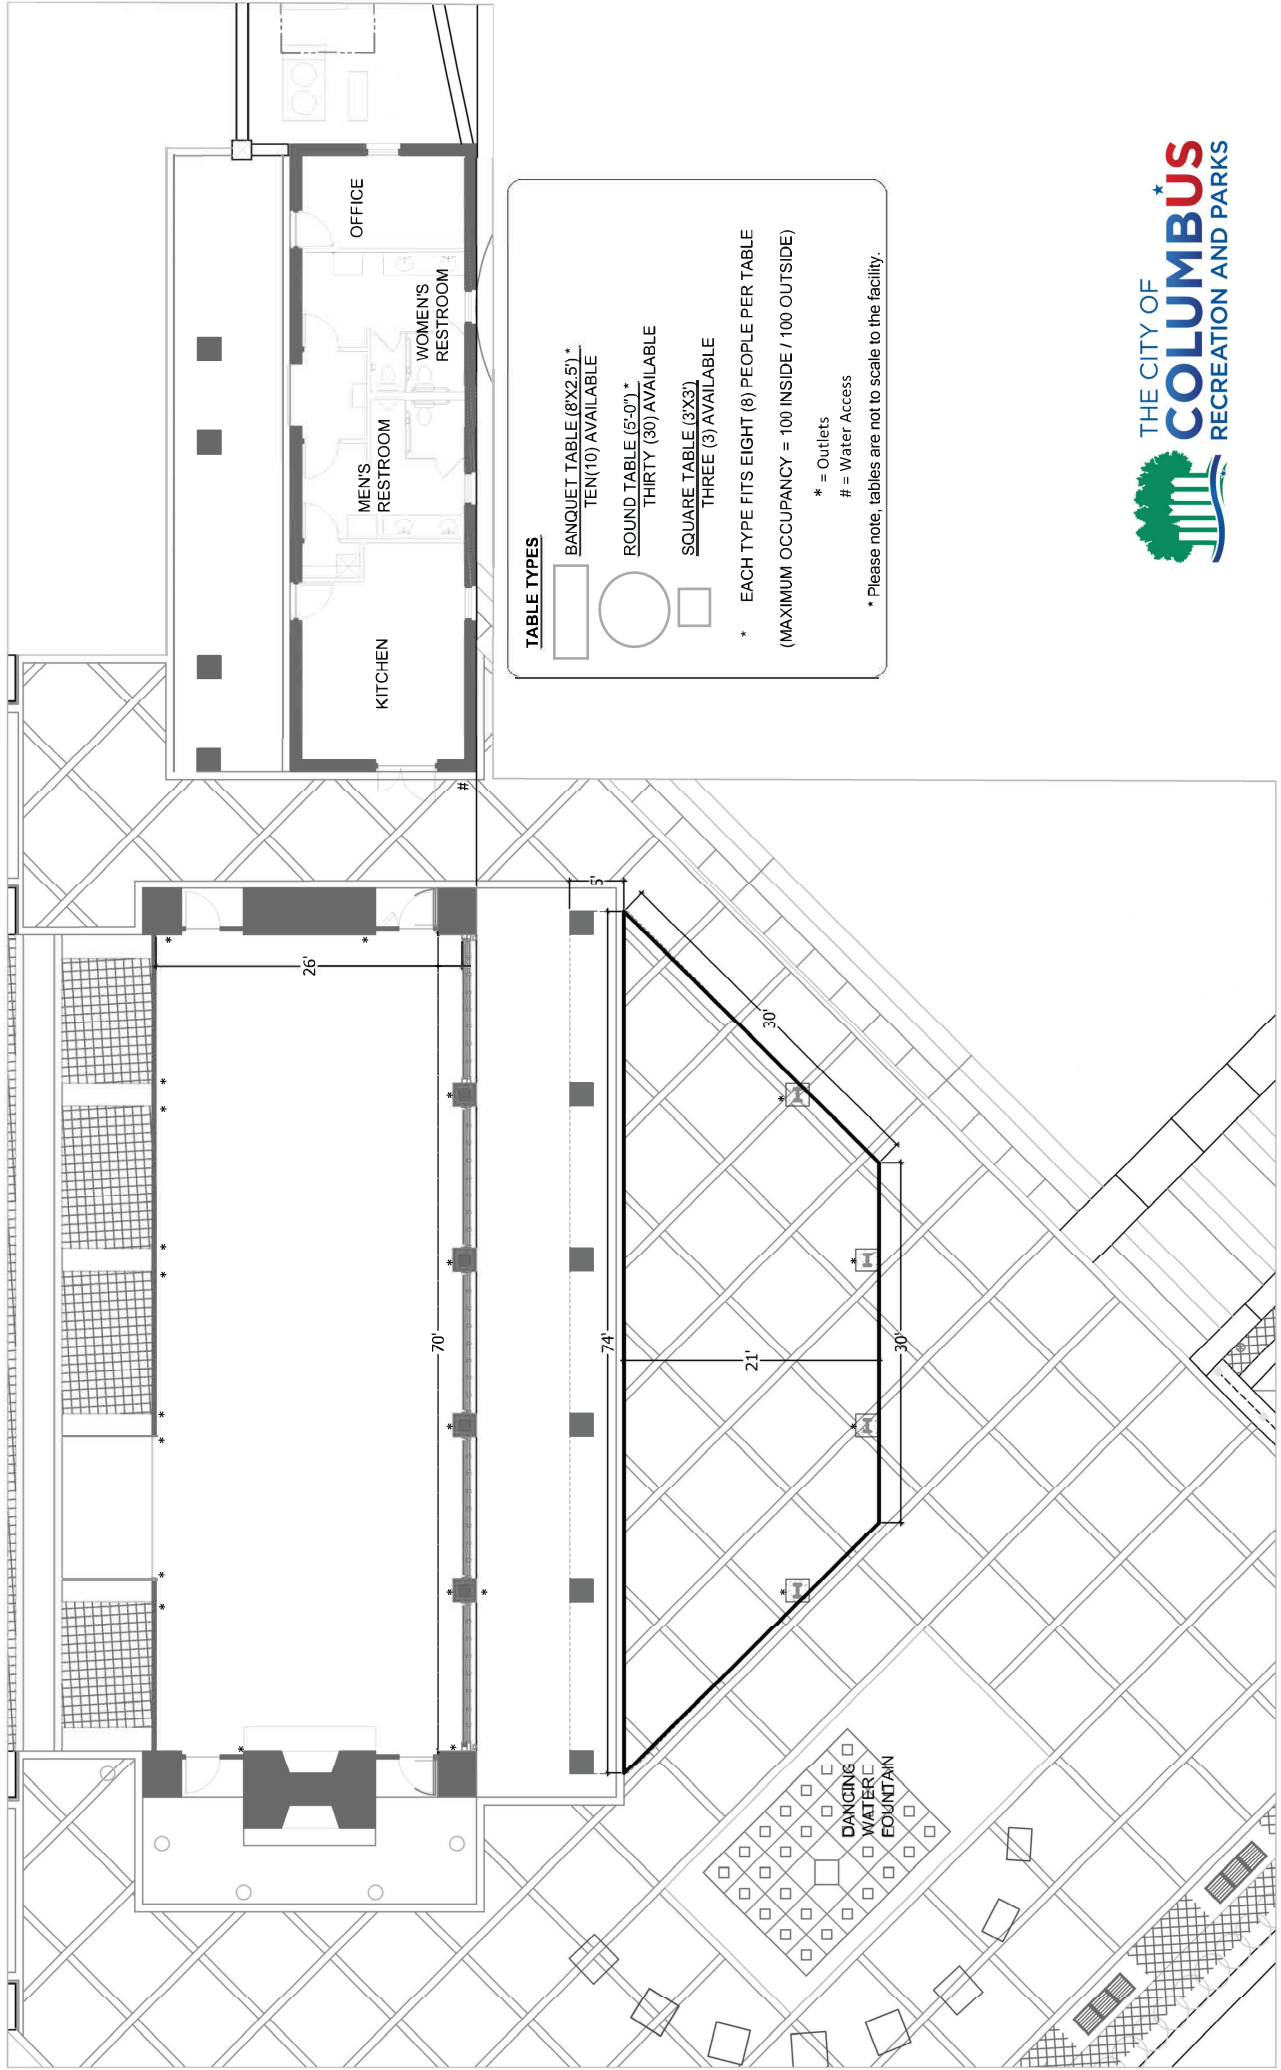 OFFICE
WOMEN'S
RESTROOM
MEN'S
RESTROOM
KITCHEN
#
TABLE TYPES
BANQUET TABLE (8'X2.5') *
TEN(10) AVAILABLE
ROUND TABLE (5'-0") *
THIRTY (30) AVAILABLE
SQUARE TABLE (3'X3')
THREE (3) AVAILABLE
* EACH TYPE FITS EIGHT (8) PEOPLE PER TABLE
(MAXIMUM OCCUPANCY = 100 INSIDE / 100 OUTSIDE)
* = Outlets
# = Water Access
* Please note, tables are not to scale to the facility.
THE CITY OF
COLUMBUS
RECREATION AND PARKS
26'
70'
5'
74'
21'
30'
30'
DANCING
WATER
FOUNTAIN